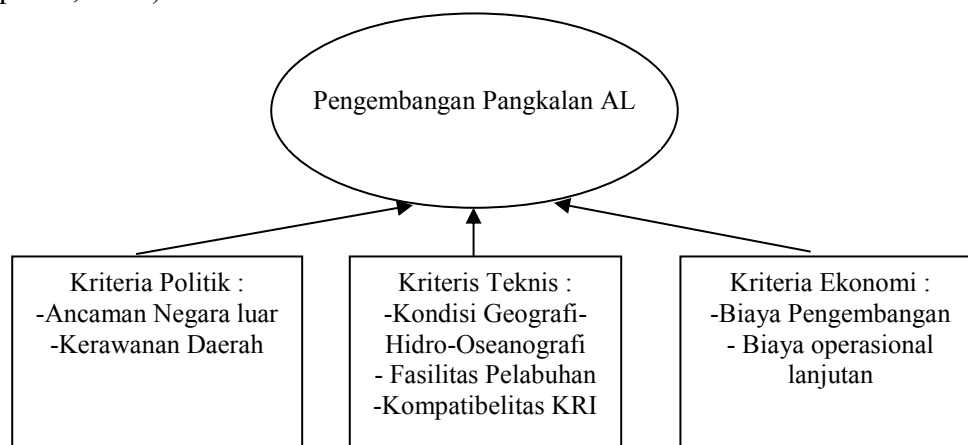 Pengembangan Pangkalan AL
Kriteria Politik :
-Ancaman Negara luar
-Kerawanan Daerah
Kriteris Teknis :
-Kondisi Geografi-
Hidro-Oseanografi
- Fasilitas Pelabuhan
-Kompatibelitas KRI
Kriteria Ekonomi :
-Biaya Pengembangan
- Biaya operasional
lanjutan